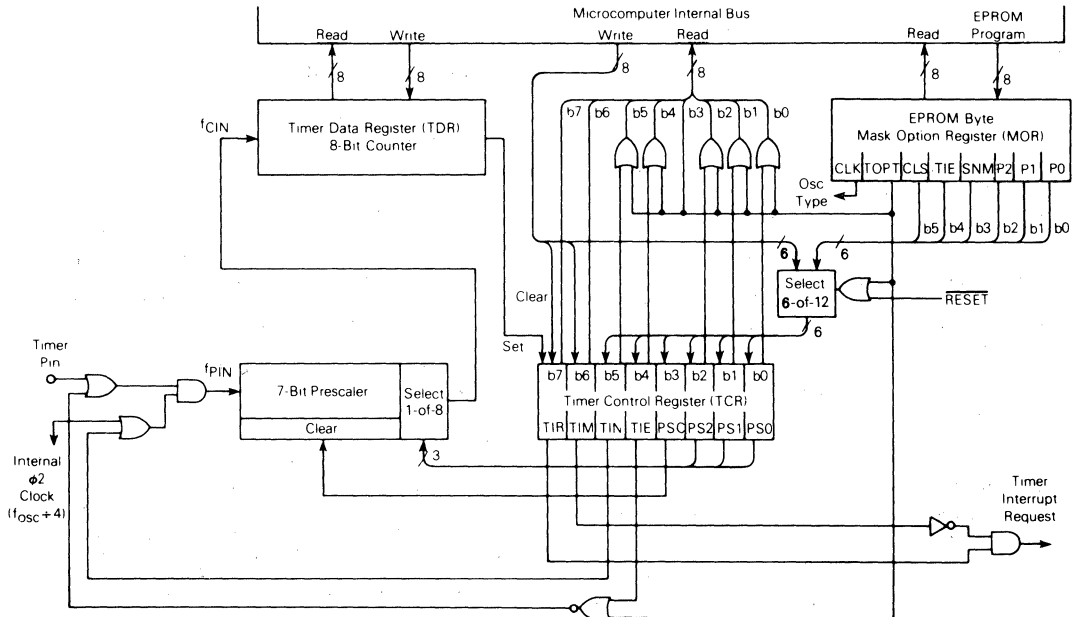 Microcomputer Internal Bus
Read
Write
Write
Read
Read
EPROM
Program
8
8
8
8
8
8
Timer Data Register (TDR)
8-Bit Counter
fCIN
b7 b6 b5 b4 b3 b2 b1 b0
EPROM Byte
Mask Option Register (MOR)
CLK TOPT CLS TIE SNM P2 P1 P0
Osc
Type
b5 b4 b3 b2 b1 b0
6
6
Select
6-of-12
RESET
6
Clear
Set
Timer
Pin
fPIN
7-Bit Prescaler
Select
1-of-8
Clear
3
b7 b6 b5 b4 b3 b2 b1 b0
Timer Control Register (TCR)
TIR TIM TIN TIE PSC PS2 PS1 PS0
Internal
ϕ2
Clock
(fOSC÷4)
Timer
Interrupt
Request